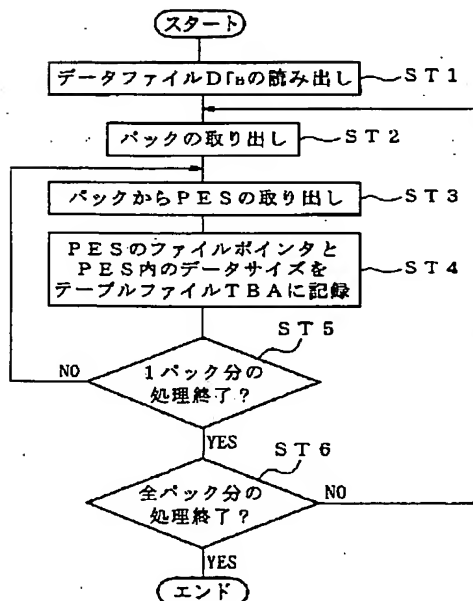 スタート
データファイルDfBの読み出し
ST1
パックの取り出し
ST2
パックからPESの取り出し
ST3
PESのファイルポインタと
PES内のデータサイズを
テーブルファイルTBAに記録
ST4
ST5
1パック分の
処理終了?
NO
YES
ST6
全パック分の
処理終了?
NO
YES
エンド